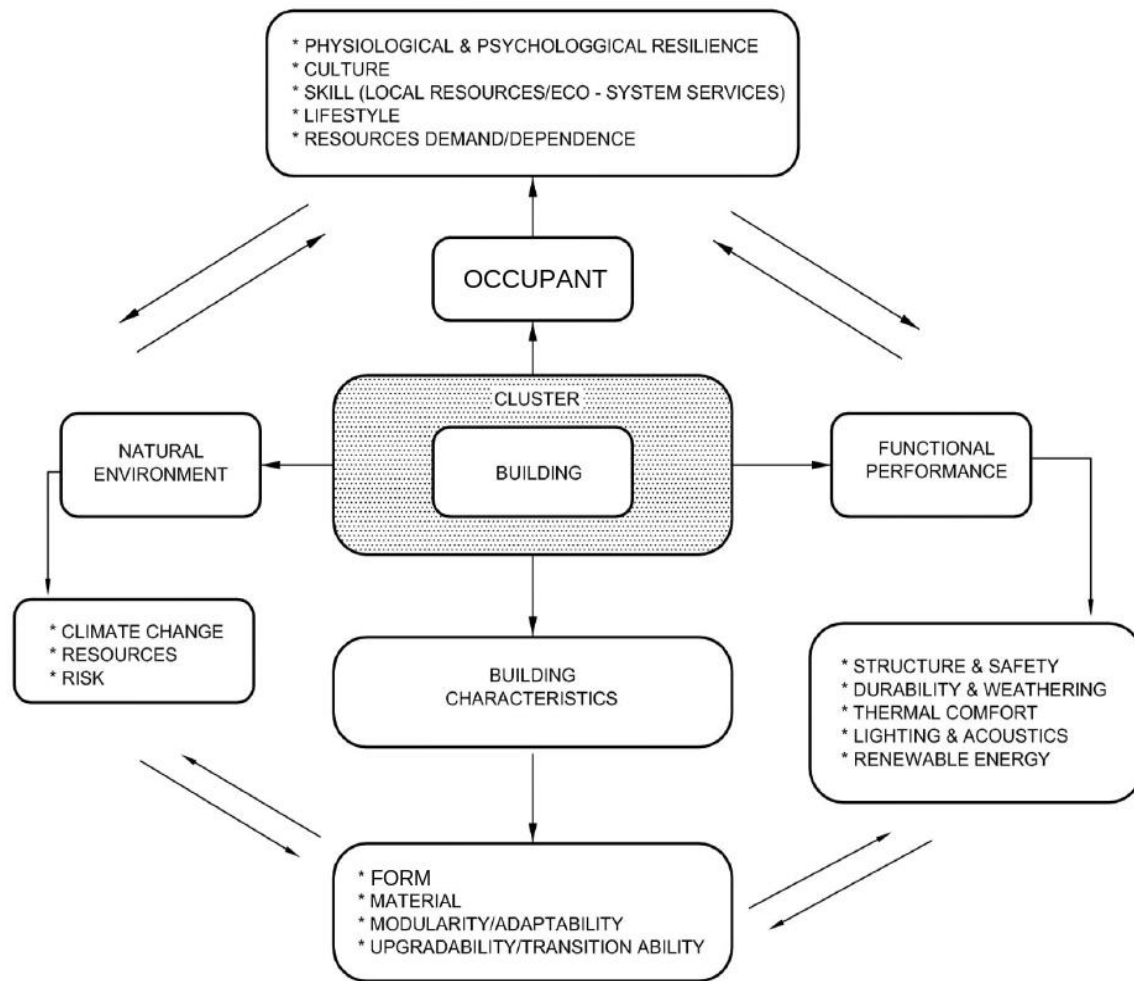 * PHYSIOLOGICAL & PSYCHOLOGGICAL RESILIENCE
* CULTURE
* SKILL (LOCAL RESOURCES/ECO - SYSTEM SERVICES)
* LIFESTYLE
* RESOURCES DEMAND/DEPENDENCE
OCCUPANT
CLUSTER
BUILDING
NATURAL
ENVIRONMENT
FUNCTIONAL
PERFORMANCE
* CLIMATE CHANGE
* RESOURCES
* RISK
BUILDING
CHARACTERISTICS
* STRUCTURE & SAFETY
* DURABILITY & WEATHERING
* THERMAL COMFORT
* LIGHTING & ACOUSTICS
* RENEWABLE ENERGY
* FORM
* MATERIAL
* MODULARITY/ADAPTABILITY
* UPGRADABILITY/TRANSITION ABILITY